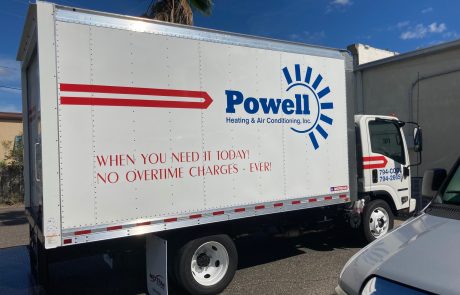 Powell
Heating & Air Conditioning, Inc.
WHEN YOU NEED IT TODAY!
NO OVERTIME CHARGES - EVER!